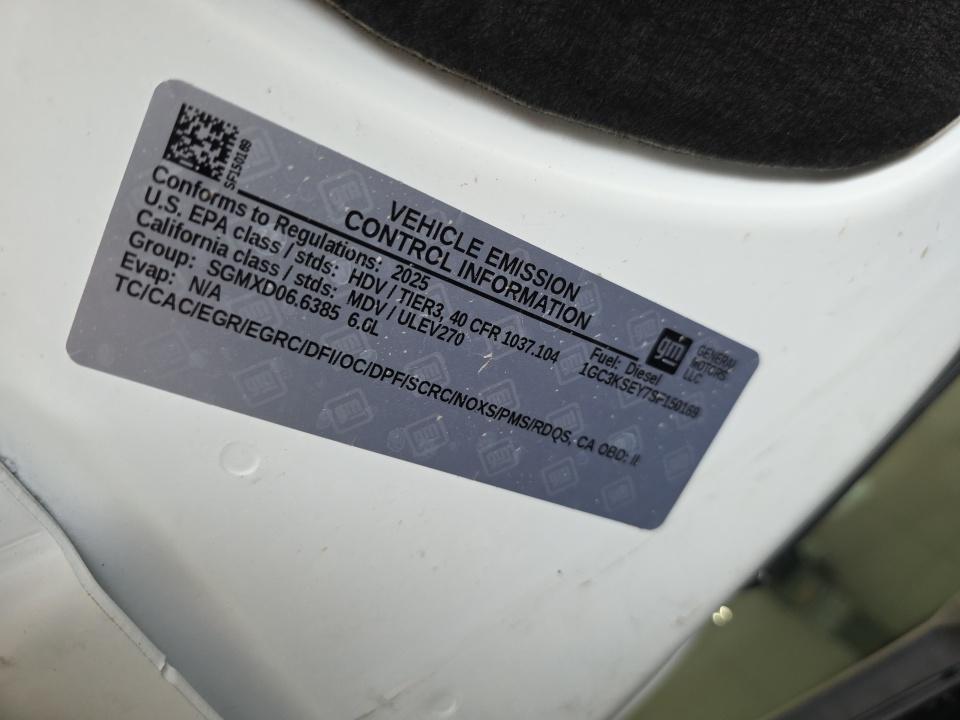 SF150169
VEHICLE EMISSION
CONTROL INFORMATION
Conforms to Regulations: 2025
U.S. EPA class / stds: HDV / TIER3, 40 CFR 1037.104
California class / stds: MDV / ULEV270
Group: SGMXD06.6385 6.6L
Evap: N/A
Fuel: Diesel
1GC3KSEY7SF150169
gm
GENERAL
MOTORS
LLC
TC/CAC/EGR/EGRC/DFI/OC/DPF/SCRC/NOXS/PMS/RDQS, CA OBD: II